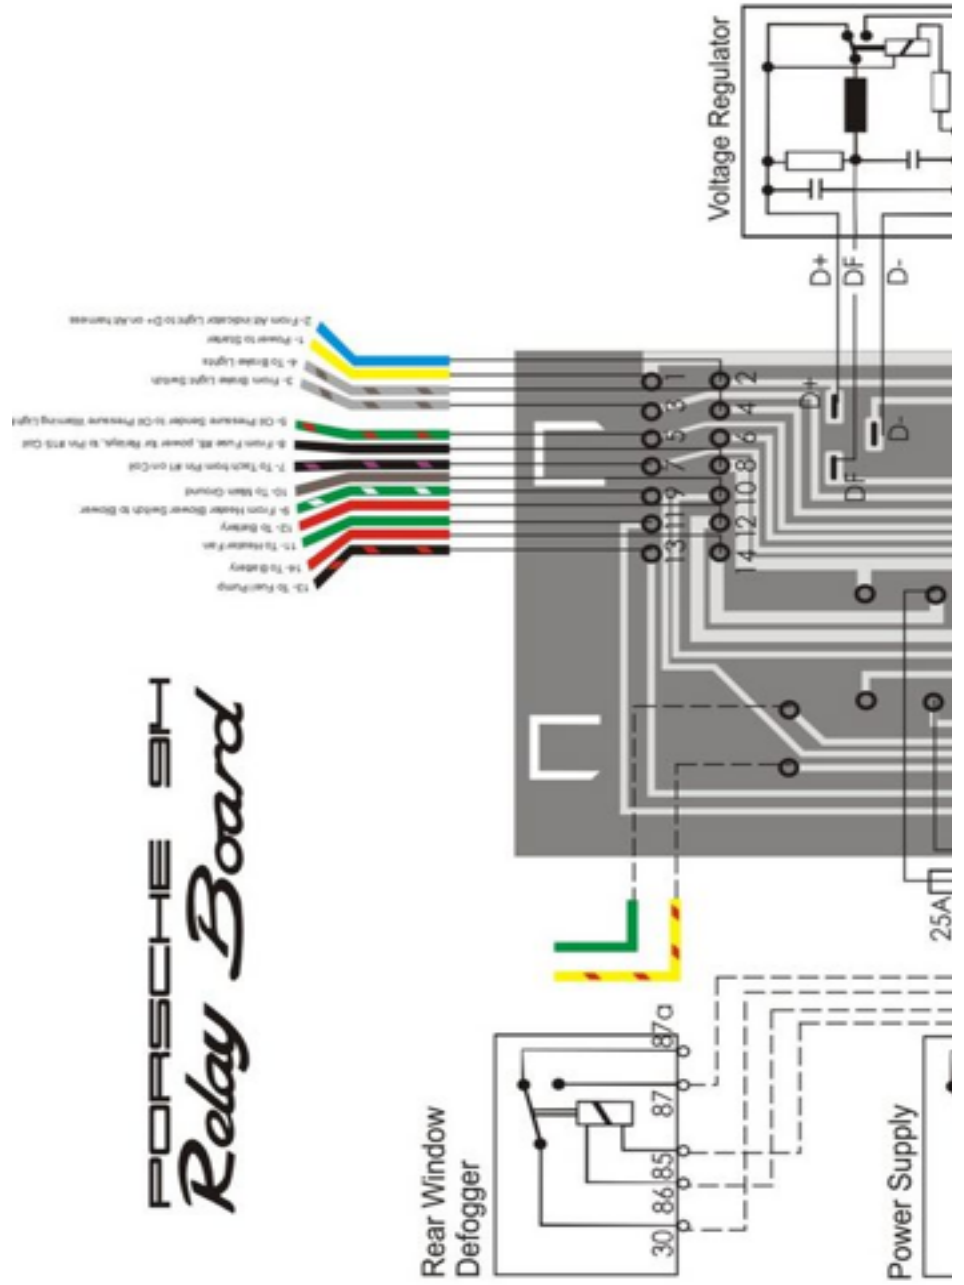 PORSCHE 914
Relay Board
2- From Alt indicator Light to D+ on Alt harness
1- Power to Starter
4- To Brake Lights
3- From Brake Light Switch
5- Oil Pressure Sender to Oil Pressure Warning Light
8- From Fuse #8, power for Relays, to Pin #15 Coil
7- To Tach from Pin #1 on Coil
10- To Main Ground
9- From Heater Blower Switch to Blower
12- To Battery
11- To Heater Fan
14- To Battery
13- To Fuel Pump
Voltage Regulator
D+
DF
D-
1
2
3
4
5
6
7
8
9
10
11
12
13
14
D+
D-
DF
25A
Rear Window
Defogger
30
86
85
87
87a
Power Supply